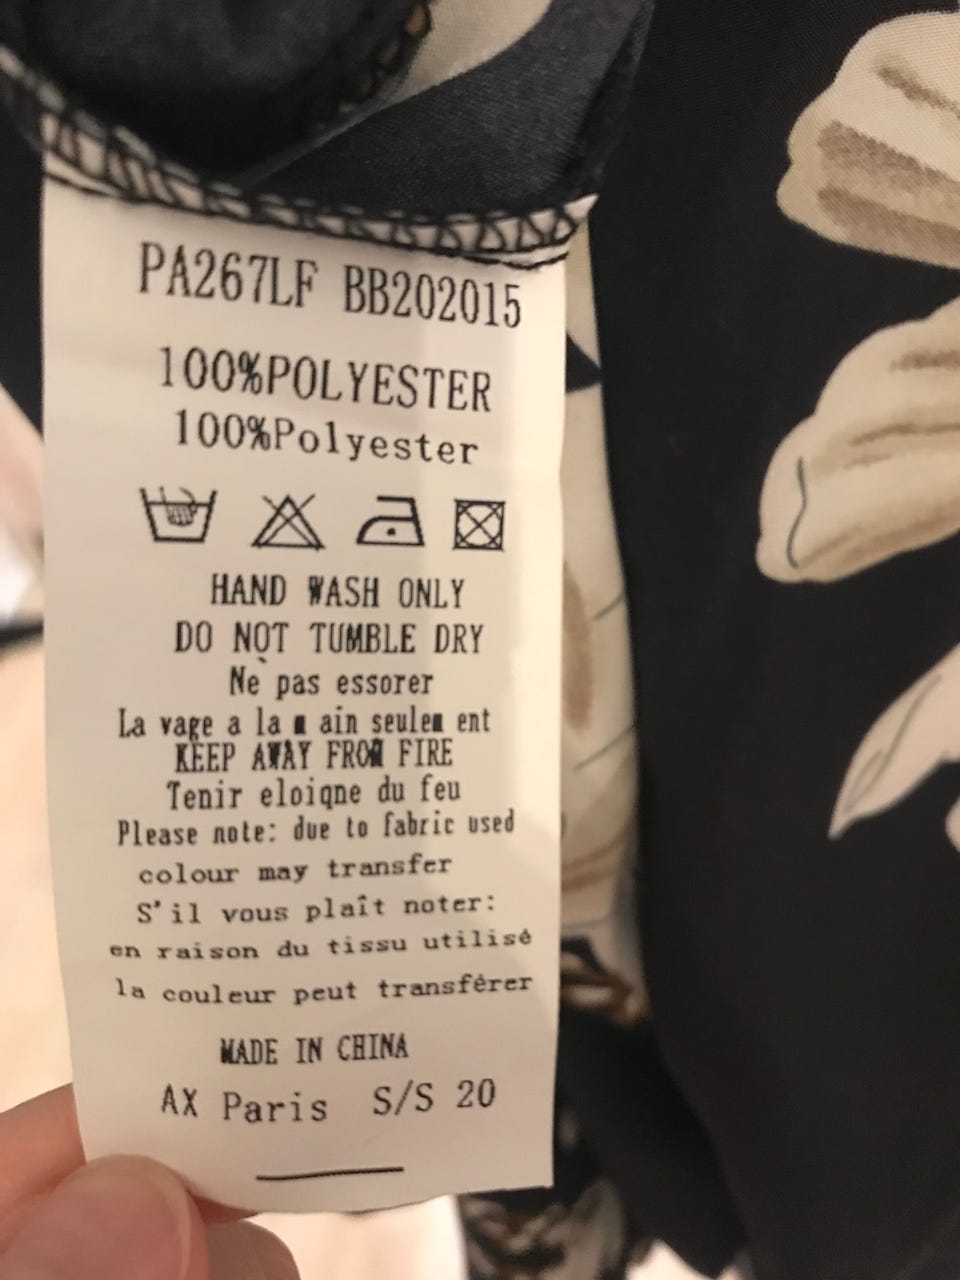 PA267LF BB202015
100%POLYESTER
100%Polyester
HAND WASH ONLY
DO NOT TUMBLE DRY
Nè pas essorer
La vage a la m ain seulem ent
KEEP AWAY FROM FIRE
Tenir eloiqne du feu
Please note: due to fabric used
colour may transfer
S'il vous plaît noter:
en raison du tissu utilisé
la couleur peut transférer
MADE IN CHINA
AX Paris S/S 20